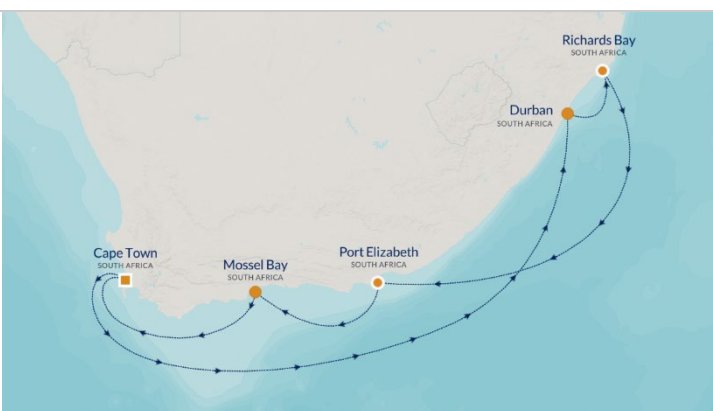 Richards Bay
SOUTH AFRICA
Durban
SOUTH AFRICA
Cape Town
SOUTH AFRICA
Mossel Bay
SOUTH AFRICA
Port Elizabeth
SOUTH AFRICA